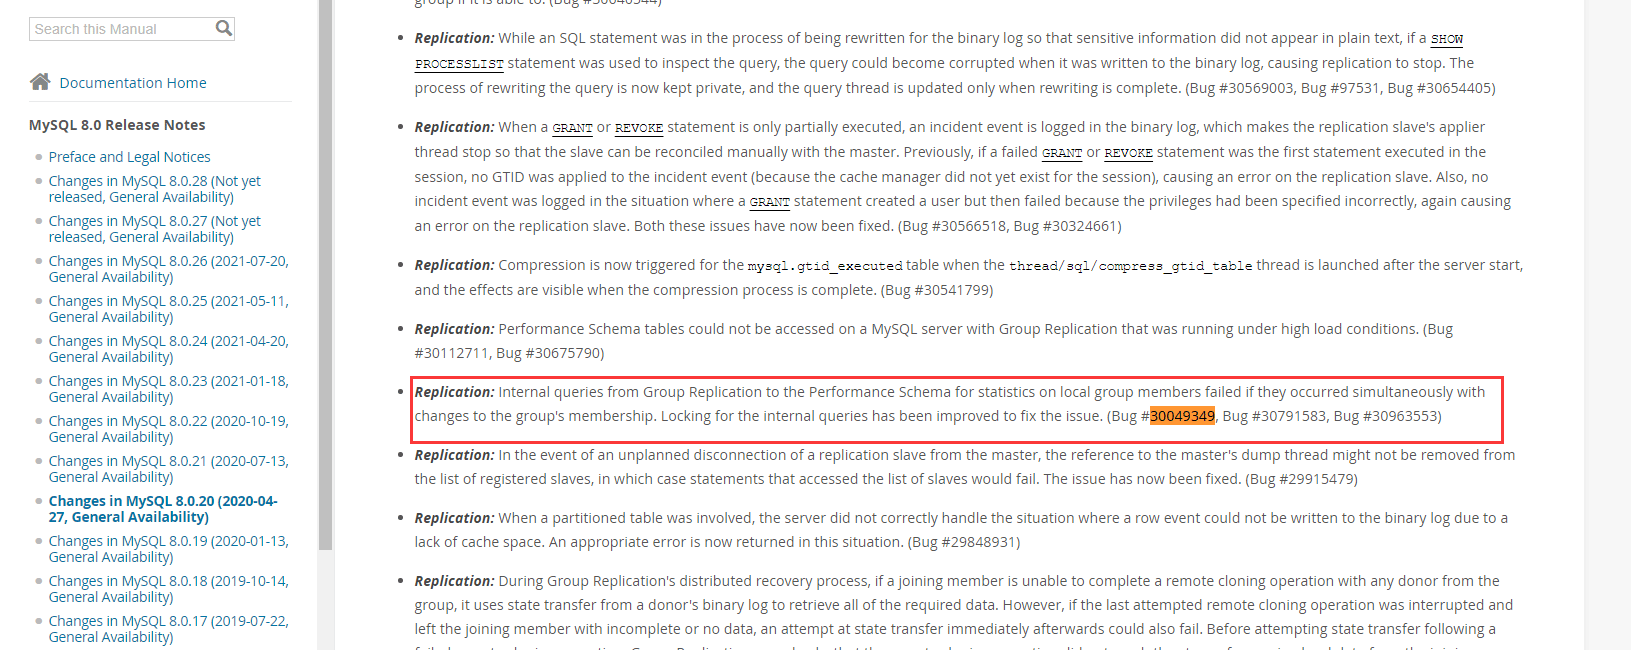 Search this Manual
Documentation Home
MySQL 8.0 Release Notes
Preface and Legal Notices
Changes in MySQL 8.0.28 (Not yet
released, General Availability)
Changes in MySQL 8.0.27 (Not yet
released, General Availability)
Changes in MySQL 8.0.26 (2021-07-20,
General Availability)
Changes in MySQL 8.0.25 (2021-05-11,
General Availability)
Changes in MySQL 8.0.24 (2021-04-20,
General Availability)
Changes in MySQL 8.0.23 (2021-01-18,
General Availability)
Changes in MySQL 8.0.22 (2020-10-19,
General Availability)
Changes in MySQL 8.0.21 (2020-07-13,
General Availability)
Changes in MySQL 8.0.20 (2020-04-
27, General Availability)
Changes in MySQL 8.0.19 (2020-01-13,
General Availability)
Changes in MySQL 8.0.18 (2019-10-14,
General Availability)
Changes in MySQL 8.0.17 (2019-07-22,
General Availability)
group if it is able to. (Bug #30640544)
Replication: While an SQL statement was in the process of being rewritten for the binary log so that sensitive information did not appear in plain text, if a SHOW
PROCESSLIST statement was used to inspect the query, the query could become corrupted when it was written to the binary log, causing replication to stop. The
process of rewriting the query is now kept private, and the query thread is updated only when rewriting is complete. (Bug #30569003, Bug #97531, Bug #30654405)
Replication: When a GRANT or REVOKE statement is only partially executed, an incident event is logged in the binary log, which makes the replication slave's applier
thread stop so that the slave can be reconciled manually with the master. Previously, if a failed GRANT or REVOKE statement was the first statement executed in the
session, no GTID was applied to the incident event (because the cache manager did not yet exist for the session), causing an error on the replication slave. Also, no
incident event was logged in the situation where a GRANT statement created a user but then failed because the privileges had been specified incorrectly, again causing
an error on the replication slave. Both these issues have now been fixed. (Bug #30566518, Bug #30324661)
Replication: Compression is now triggered for the mysql.gtid_executed table when the thread/sql/compress_gtid_table thread is launched after the server start,
and the effects are visible when the compression process is complete. (Bug #30541799)
Replication: Performance Schema tables could not be accessed on a MySQL server with Group Replication that was running under high load conditions. (Bug
#30112711, Bug #30675790)
Replication: Internal queries from Group Replication to the Performance Schema for statistics on local group members failed if they occurred simultaneously with
changes to the group's membership. Locking for the internal queries has been improved to fix the issue. (Bug #30049349, Bug #30791583, Bug #30963553)
Replication: In the event of an unplanned disconnection of a replication slave from the master, the reference to the master's dump thread might not be removed from
the list of registered slaves, in which case statements that accessed the list of slaves would fail. The issue has now been fixed. (Bug #29915479)
Replication: When a partitioned table was involved, the server did not correctly handle the situation where a row event could not be written to the binary log due to a
lack of cache space. An appropriate error is now returned in this situation. (Bug #29848931)
Replication: During Group Replication's distributed recovery process, if a joining member is unable to complete a remote cloning operation with any donor from the
group, it uses state transfer from a donor's binary log to retrieve all of the required data. However, if the last attempted remote cloning operation was interrupted and
left the joining member with incomplete or no data, an attempt at state transfer immediately afterwards could also fail. Before attempting state transfer following a